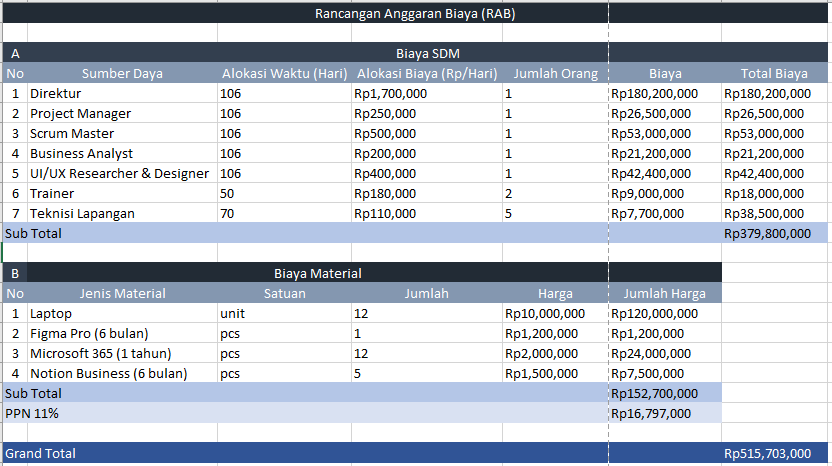 Rancangan Anggaran Biaya (RAB)
A Biaya SDM
No Sumber Daya Alokasi Waktu (Hari) Alokasi Biaya (Rp/Hari) Jumlah Orang Biaya Total Biaya
1 Direktur 106 Rp1,700,000 1 Rp180,200,000 Rp180,200,000
2 Project Manager 106 Rp250,000 1 Rp26,500,000 Rp26,500,000
3 Scrum Master 106 Rp500,000 1 Rp53,000,000 Rp53,000,000
4 Business Analyst 106 Rp200,000 1 Rp21,200,000 Rp21,200,000
5 UI/UX Researcher & Designer 106 Rp400,000 1 Rp42,400,000 Rp42,400,000
6 Trainer 50 Rp180,000 2 Rp9,000,000 Rp18,000,000
7 Teknisi Lapangan 70 Rp110,000 5 Rp7,700,000 Rp38,500,000
Sub Total Rp379,800,000
B Biaya Material
No Jenis Material Satuan Jumlah Harga Jumlah Harga
1 Laptop unit 12 Rp10,000,000 Rp120,000,000
2 Figma Pro (6 bulan) pcs 1 Rp1,200,000 Rp1,200,000
3 Microsoft 365 (1 tahun) pcs 12 Rp2,000,000 Rp24,000,000
4 Notion Business (6 bulan) pcs 5 Rp1,500,000 Rp7,500,000
Sub Total Rp152,700,000
PPN 11% Rp16,797,000
Grand Total Rp515,703,000